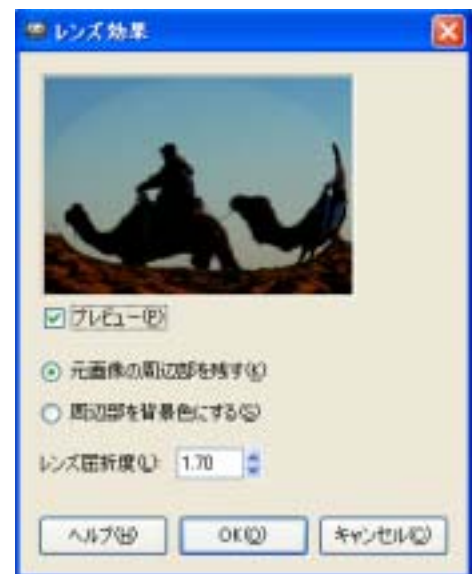 レンズ効果
プレビュー(P)
元画像の周辺部を残す(K)
周辺部を背景色にする(S)
レンズ屈折度(L): 1.70
ヘルプ(H) OK(O) キャンセル(C)